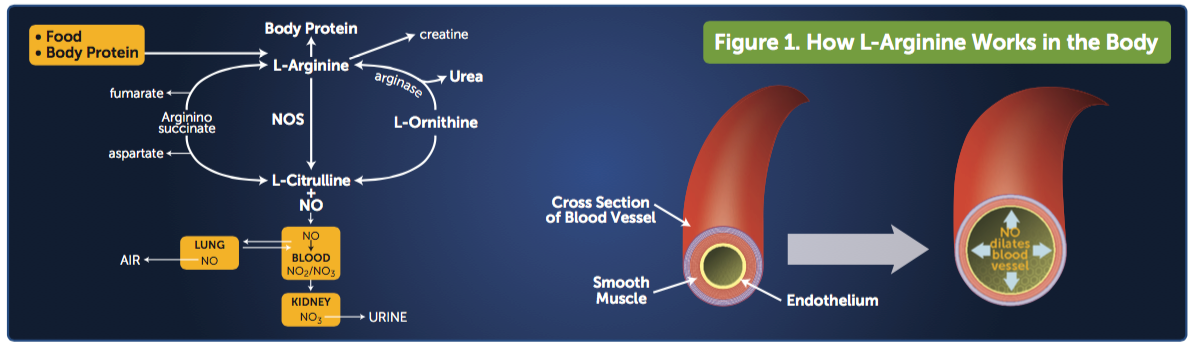 • Food
• Body Protein
Body Protein
creatine
L-Arginine
arginase
Urea
fumarate
Arginino
succinate
NOS
L-Ornithine
aspartate
L-Citrulline
+
NO
LUNG
NO
AIR
NO
BLOOD
NO2/NO3
KIDNEY
NO3
URINE
Figure 1. How L-Arginine Works in the Body
Cross Section
of Blood Vessel
Smooth
Muscle
Endothelium
NO
dilates
blood
vessel